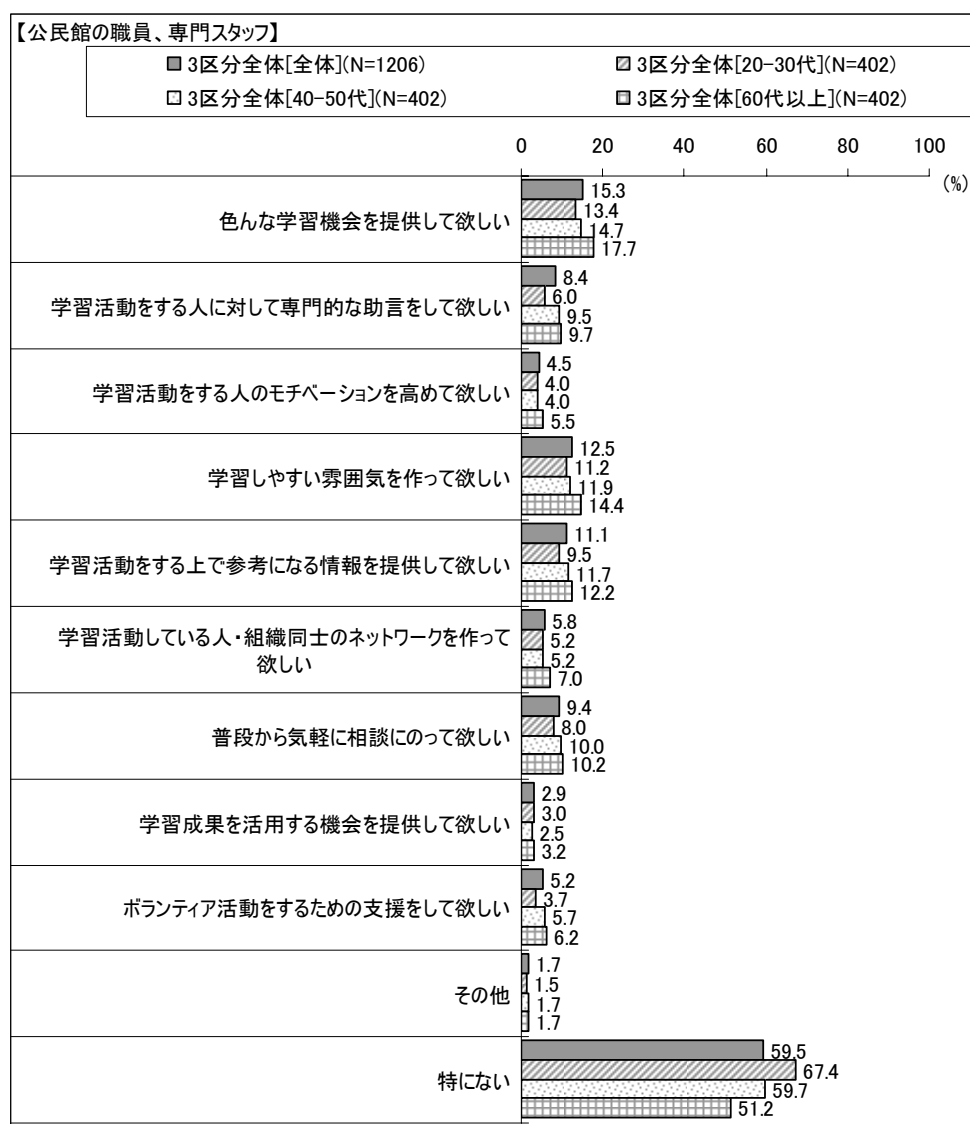 【公民館の職員、専門スタッフ】
3区分全体[全体](N=1206)
3区分全体[20-30代](N=402)
3区分全体[40-50代](N=402)
3区分全体[60代以上](N=402)
0 20 40 60 80 100
(%)
色んな学習機会を提供して欲しい
15.3
13.4
14.7
17.7
学習活動をする人に対して専門的な助言をして欲しい
8.4
6.0
9.5
9.7
学習活動をする人のモチベーションを高めて欲しい
4.5
4.0
4.0
5.5
学習しやすい雰囲気を作って欲しい
12.5
11.2
11.9
14.4
学習活動をする上で参考になる情報を提供して欲しい
11.1
9.5
11.7
12.2
学習活動している人・組織同士のネットワークを作って
欲しい
5.8
5.2
5.2
7.0
普段から気軽に相談にのって欲しい
9.4
8.0
10.0
10.2
学習成果を活用する機会を提供して欲しい
2.9
3.0
2.5
3.2
ボランティア活動をするための支援をして欲しい
5.2
3.7
5.7
6.2
その他
1.7
1.5
1.7
1.7
特にない
59.5
67.4
59.7
51.2